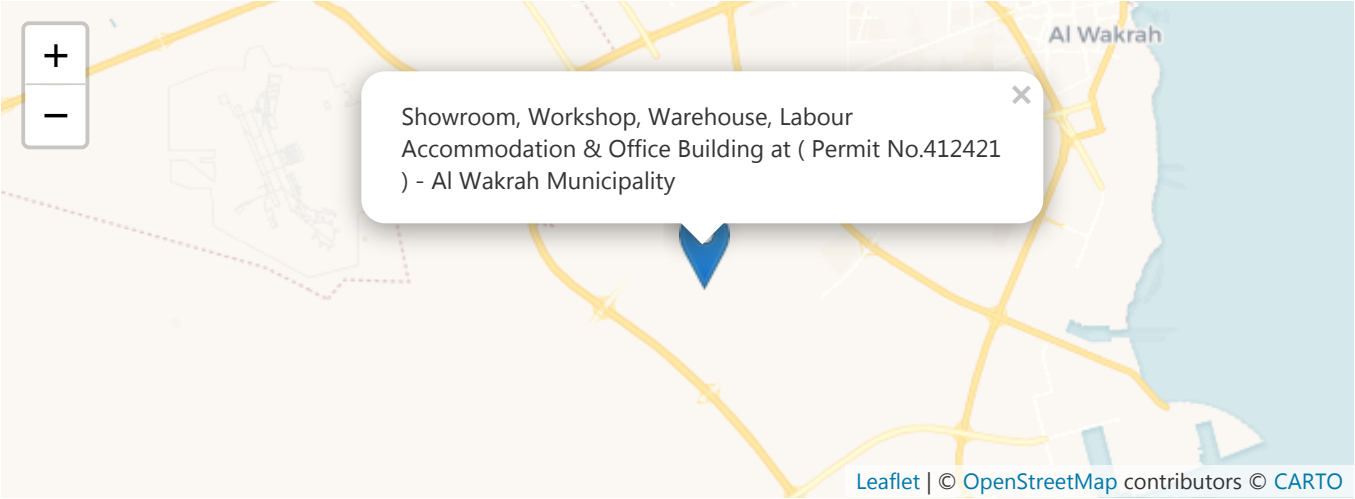 +
Al Wakrah
−
×
Showroom, Workshop, Warehouse, Labour
Accommodation & Office Building at ( Permit No.412421
) - Al Wakrah Municipality
Leaflet | © OpenStreetMap contributors © CARTO